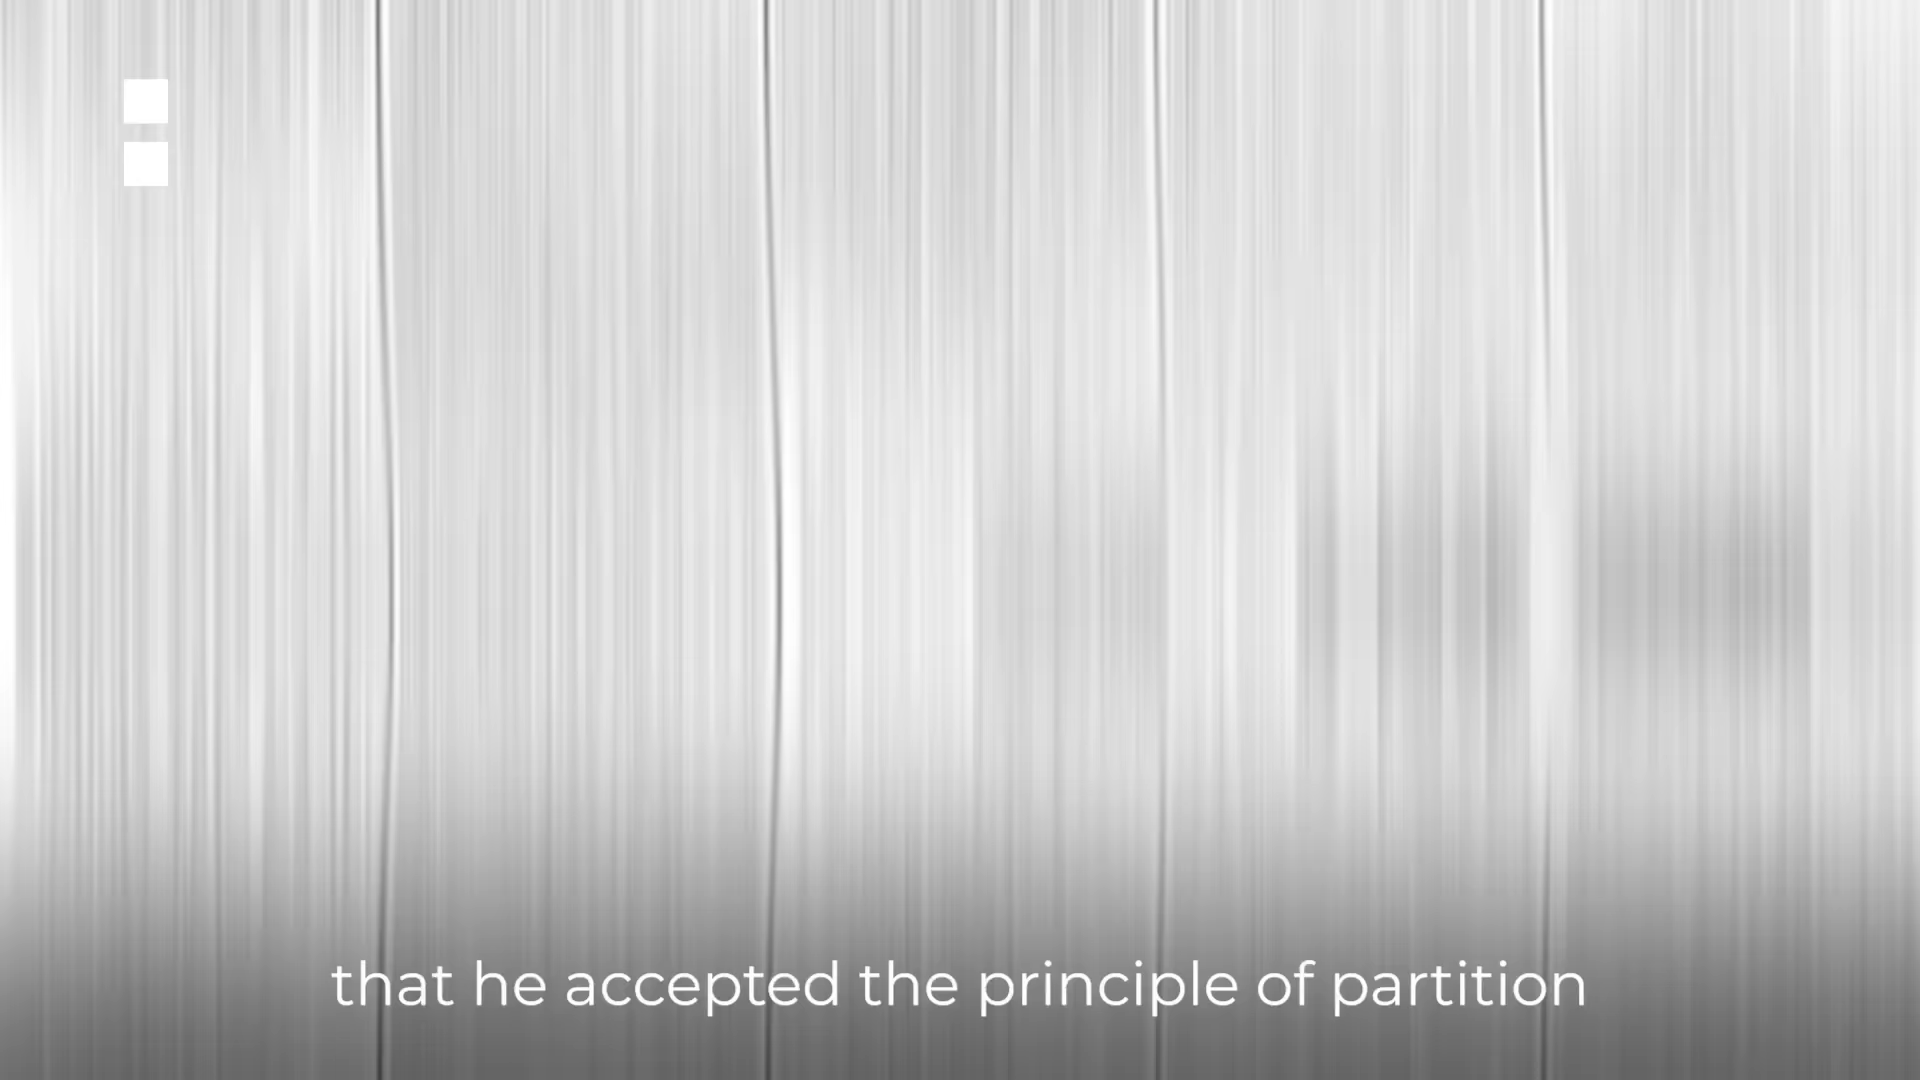 that he accepted the principle of partition